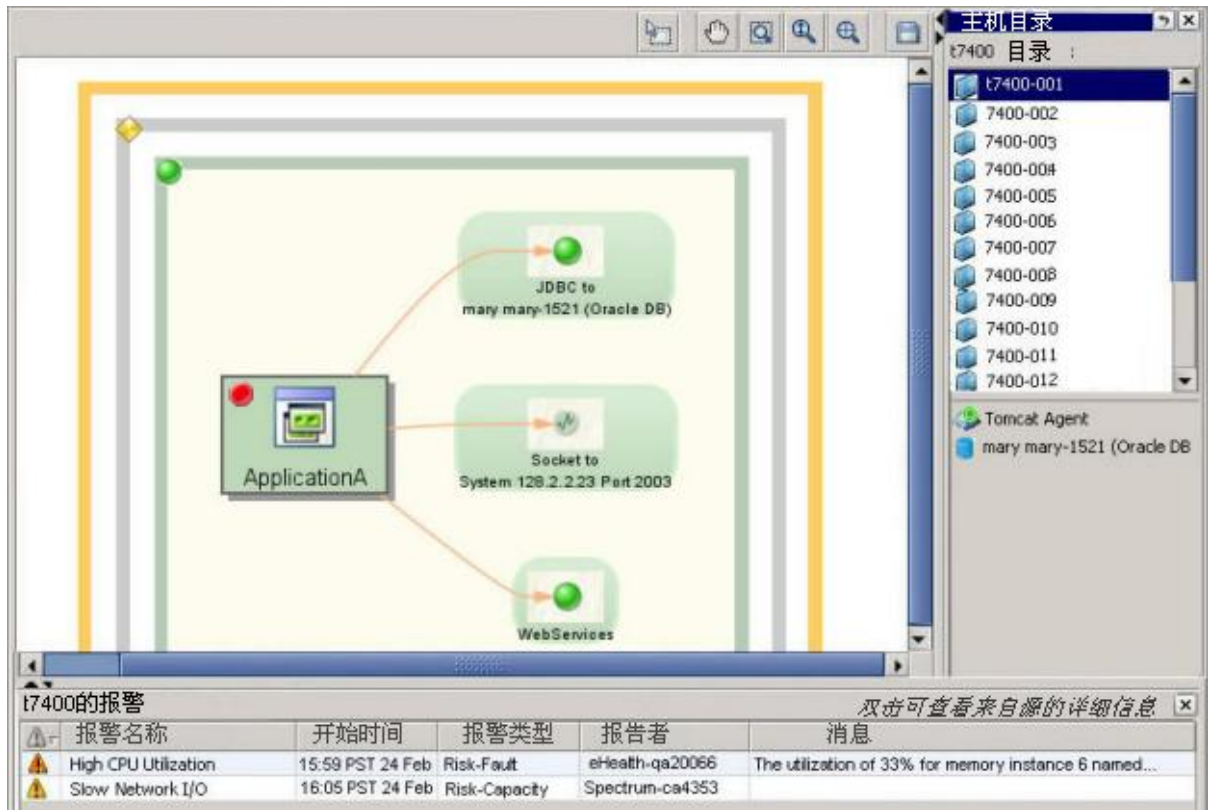 主机目录
t7400 目录 :
t7400-001
7400-002
7400-003
7400-004
7400-005
7400-006
7400-007
7400-008
7400-009
7400-010
7400-011
7400-012
Tomcat Agent
mary mary-1521 (Oracle DB
JDBC to
mary mary-1521 (Oracle DB)
Socket to
System 128.2.2.23 Port 2003
ApplicationA
WebServices
t7400的报警 双击可查看来自源的详细信息
报警名称 开始时间 报警类型 报告者 消息
High CPU Utilization 15:59 PST 24 Feb Risk-Fault eHealth-qa20066 The utilization of 33% for memory instance 6 named...
Slow Network I/O 16:05 PST 24 Feb Risk-Capacity Spectrum-ca4353